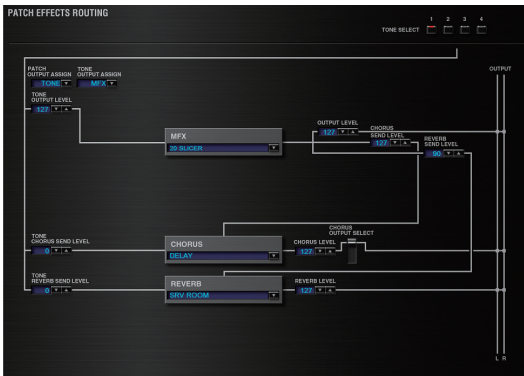 PATCH EFFECTS ROUTING
TONE SELECT 1 2 3 4
OUTPUT
PATCH OUTPUT ASSIGN
TONE OUTPUT ASSIGN
TONE
MFX
TONE OUTPUT LEVEL
127
MFX
20 SLICER
OUTPUT LEVEL
127
CHORUS SEND LEVEL
127
REVERB SEND LEVEL
90
TONE CHORUS SEND LEVEL
0
CHORUS
DELAY
CHORUS LEVEL
127
CHORUS OUTPUT SELECT
TONE REVERB SEND LEVEL
0
REVERB
SRV ROOM
REVERB LEVEL
127
L R